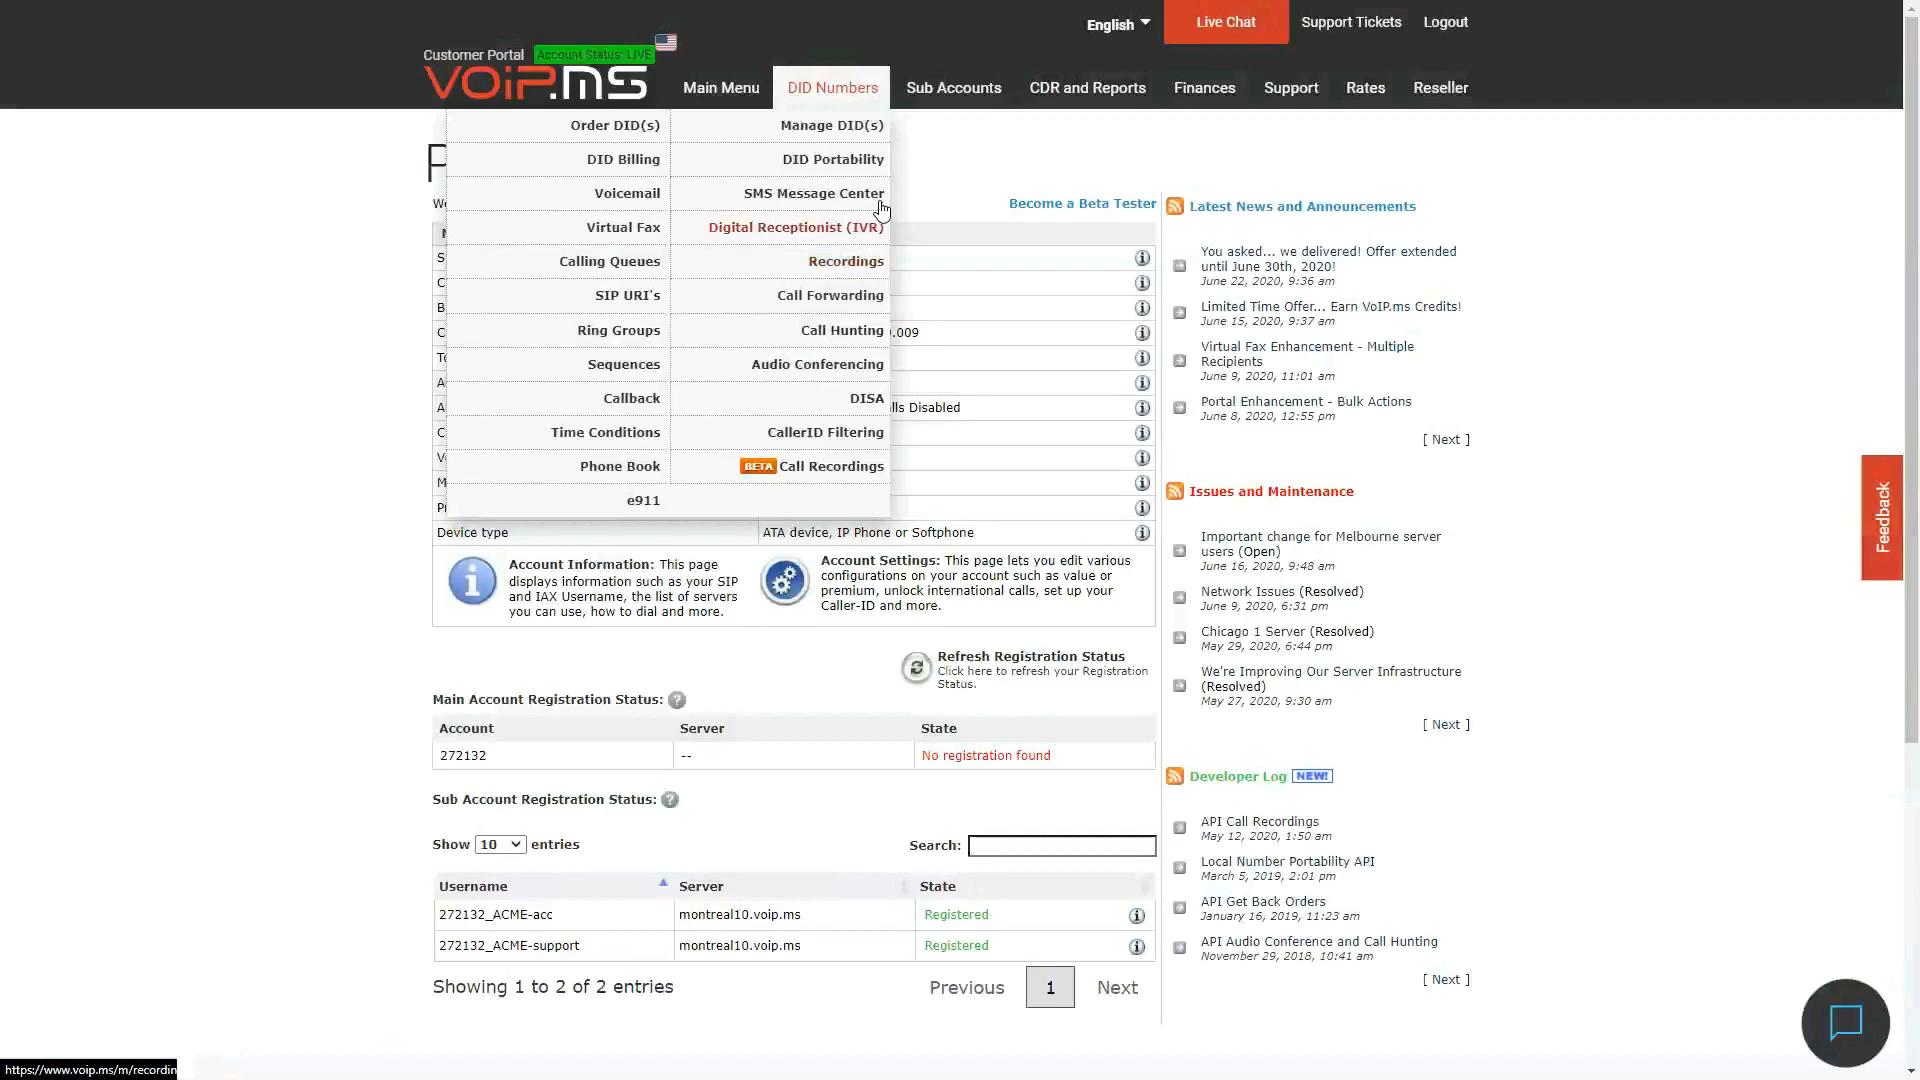 English
Live Chat
Support Tickets
Logout
Customer Portal
Account Status: LIVE
VOIP.MS
Main Menu
DID Numbers
Sub Accounts
CDR and Reports
Finances
Support
Rates
Reseller
Order DID(s)
Manage DID(s)
DID Billing
DID Portability
Voicemail
SMS Message Center
Virtual Fax
Digital Receptionist (IVR)
Calling Queues
Recordings
SIP URI's
Call Forwarding
Ring Groups
Call Hunting
Sequences
Audio Conferencing
Callback
DISA
Time Conditions
CallerID Filtering
Phone Book
BETA Call Recordings
e911
Become a Beta Tester
.009
lls Disabled
Device type
ATA device, IP Phone or Softphone
Account Information: This page
displays information such as your SIP
and IAX Username, the list of servers
you can use, how to dial and more.
Account Settings: This page lets you edit various
configurations on your account such as value or
premium, unlock international calls, set up your
Caller-ID and more.
Refresh Registration Status
Click here to refresh your Registration
Status.
Main Account Registration Status: ?
Account Server State
272132 -- No registration found
Sub Account Registration Status: ?
Show 10 entries
Search:
Username Server State
272132_ACME-acc montreal10.voip.ms Registered
272132_ACME-support montreal10.voip.ms Registered
Showing 1 to 2 of 2 entries
Previous 1 Next
Latest News and Announcements
You asked... we delivered! Offer extended
until June 30th, 2020!
June 22, 2020, 9:36 am
Limited Time Offer... Earn VoIP.ms Credits!
June 15, 2020, 9:37 am
Virtual Fax Enhancement - Multiple
Recipients
June 9, 2020, 11:01 am
Portal Enhancement - Bulk Actions
June 8, 2020, 12:55 pm
[ Next ]
Issues and Maintenance
Important change for Melbourne server
users (Open)
June 16, 2020, 9:48 am
Network Issues (Resolved)
June 9, 2020, 6:31 pm
Chicago 1 Server (Resolved)
May 29, 2020, 6:44 pm
We're Improving Our Server Infrastructure
(Resolved)
May 27, 2020, 9:30 am
[ Next ]
Developer Log NEW!
API Call Recordings
May 12, 2020, 1:50 am
Local Number Portability API
March 5, 2019, 2:01 pm
API Get Back Orders
January 16, 2019, 11:23 am
API Audio Conference and Call Hunting
November 29, 2018, 10:41 am
[ Next ]
Feedback
https://www.voip.ms/m/recordin